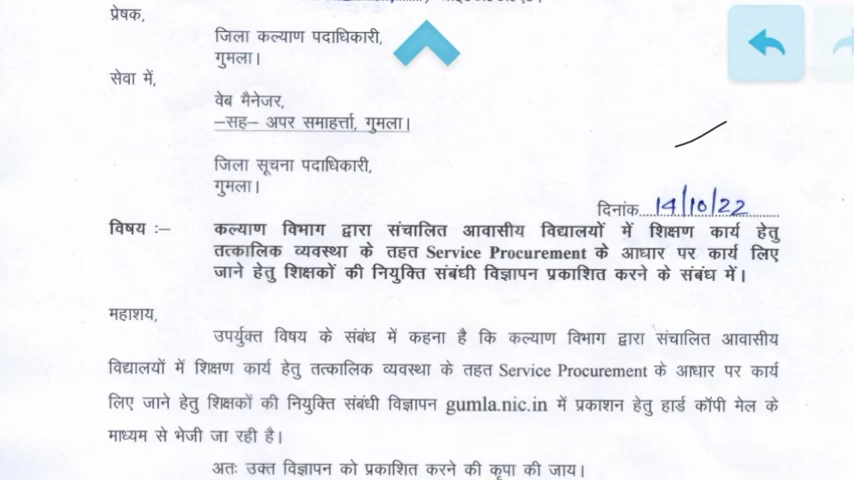 प्रेषक,
जिला कल्याण पदाधिकारी,
गुमला।
सेवा में,
वेब मैनेजर,
–सह– अपर समाहर्त्ता, गुमला।
जिला सूचना पदाधिकारी,
गुमला।
दिनांक....14/10/22
विषय :–   कल्याण विभाग द्वारा संचालित आवासीय विद्यालयों में शिक्षण कार्य हेतु
तत्कालिक व्यवस्था के तहत Service Procurement के आधार पर कार्य लिए
जाने हेतु शिक्षकों की नियुक्ति संबंधी विज्ञापन प्रकाशित करने के संबंध में।
महाशय,
उपर्युक्त विषय के संबंध में कहना है कि कल्याण विभाग द्वारा संचालित आवासीय
विद्यालयों में शिक्षण कार्य हेतु तत्कालिक व्यवस्था के तहत Service Procurement के आधार पर कार्य
लिए जाने हेतु शिक्षकों की नियुक्ति संबंधी विज्ञापन gumla.nic.in में प्रकाशन हेतु हार्ड कॉपी मेल के
माध्यम से भेजी जा रही है।
अतः उक्त विज्ञापन को प्रकाशित करने की कृपा की जाय।